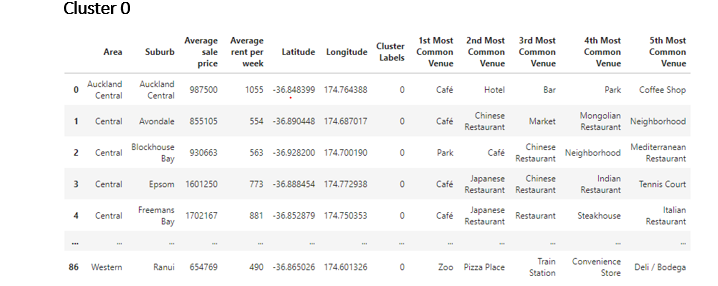 Cluster 0
Area Suburb Average sale price Average rent per week Latitude Longitude Cluster Labels 1st Most Common Venue 2nd Most Common Venue 3rd Most Common Venue 4th Most Common Venue 5th Most Common Venue
0 Auckland Central Auckland Central 987500 1055 -36.848399 174.764388 0 Café Hotel Bar Park Coffee Shop
1 Central Avondale 855105 554 -36.890448 174.687017 0 Café Chinese Restaurant Market Mongolian Restaurant Neighborhood
2 Central Blockhouse Bay 930663 563 -36.928200 174.700190 0 Park Café Chinese Restaurant Neighborhood Mediterranean Restaurant
3 Central Epsom 1601250 773 -36.888454 174.772938 0 Café Japanese Restaurant Chinese Restaurant Indian Restaurant Tennis Court
4 Central Freemans Bay 1702167 881 -36.852879 174.750353 0 Café Japanese Restaurant Restaurant Steakhouse Italian Restaurant
... ... ... ... ... ... ... ... ... ... ... ... ...
86 Western Ranui 654769 490 -36.865026 174.601326 0 Zoo Pizza Place Train Station Convenience Store Deli / Bodega